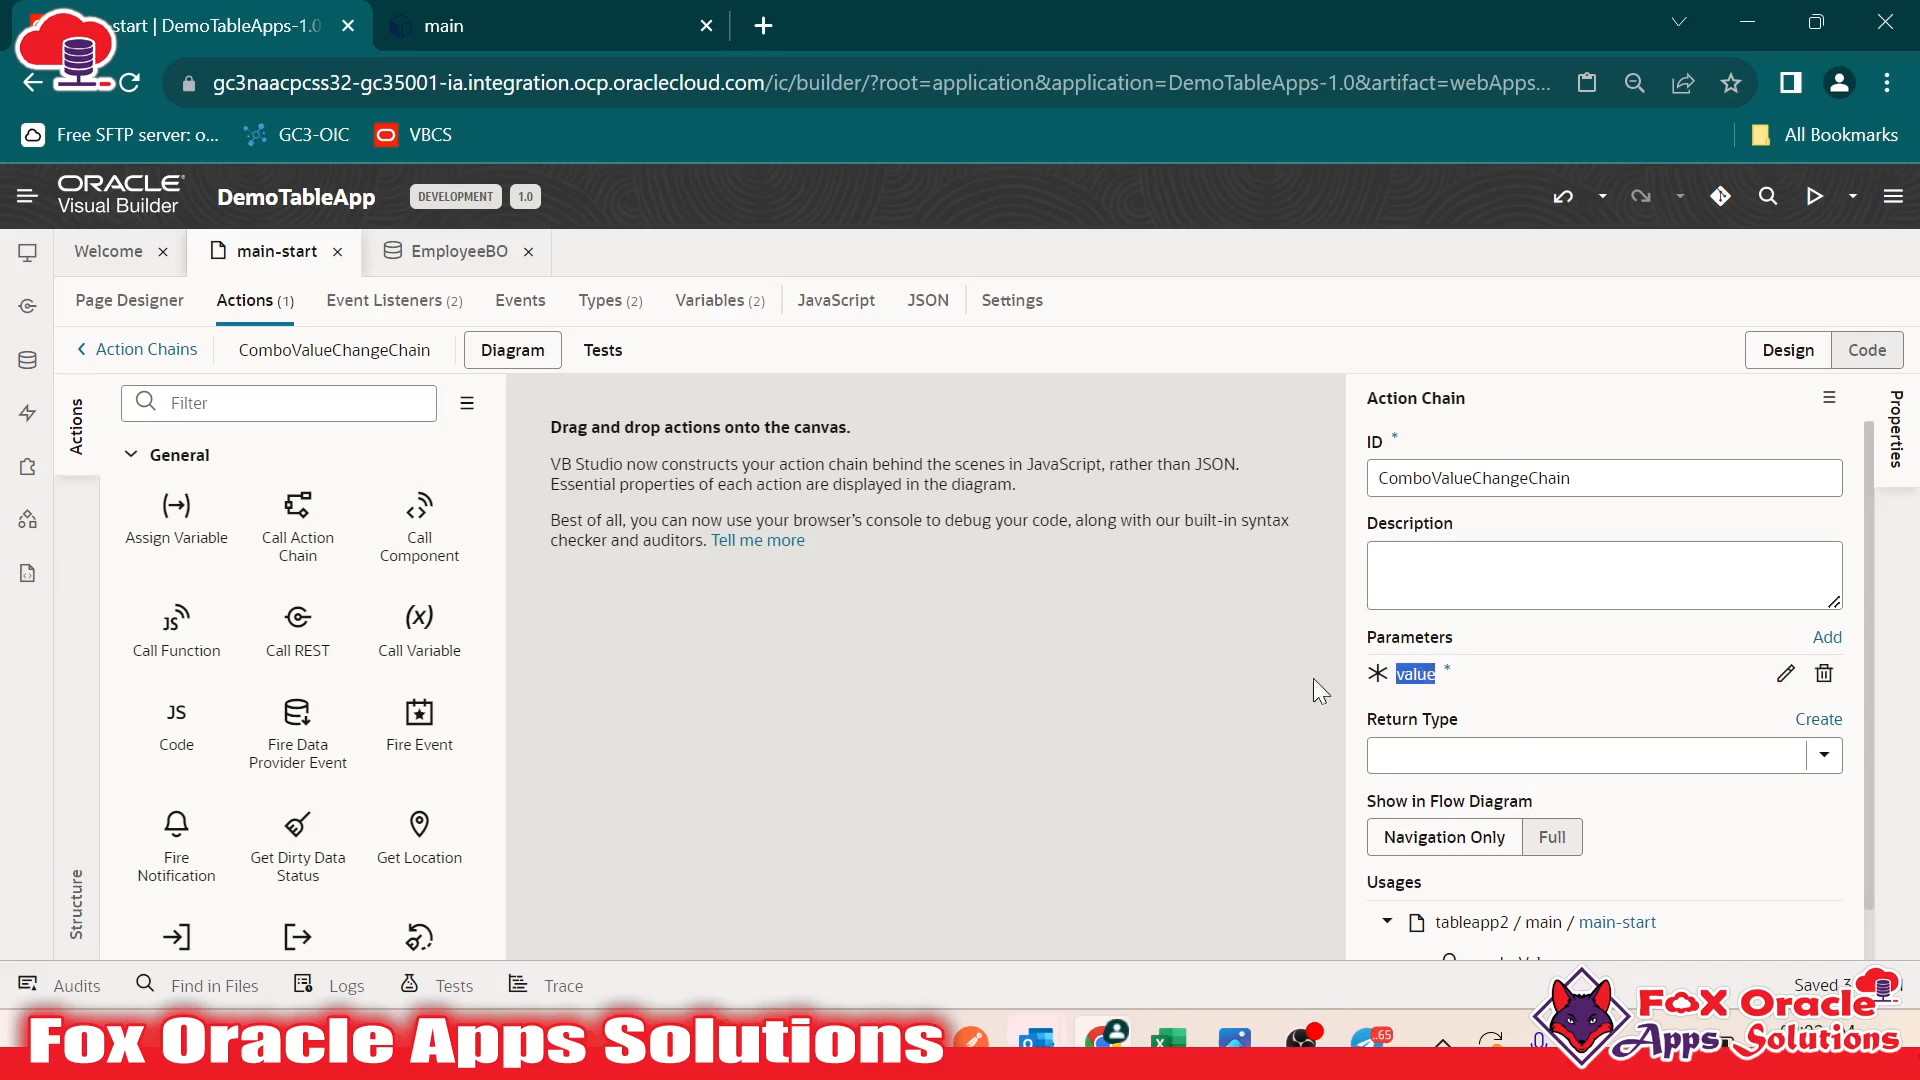 -start | DemoTableApps-1.0
main
gc3naacpcss32-gc35001-ia.integration.ocp.oraclecloud.com/ic/builder/?root=application&application=DemoTableApps-1.0&artifact=webApps...
Free SFTP server: o...
GC3-OIC
VBCS
All Bookmarks
ORACLE
Visual Builder
DemoTableApp
DEVELOPMENT
1.0
Welcome
main-start
EmployeeBO
Page Designer
Actions (1)
Event Listeners (2)
Events
Types (2)
Variables (2)
JavaScript
JSON
Settings
Action Chains
ComboValueChangeChain
Diagram
Tests
Design
Code
Actions
Structure
Filter
General
Assign Variable
Call Action
Chain
Call
Component
Call Function
Call REST
Call Variable
JS
Code
Fire Data
Provider Event
Fire Event
Fire
Notification
Get Dirty Data
Status
Get Location
Drag and drop actions onto the canvas.
VB Studio now constructs your action chain behind the scenes in JavaScript, rather than JSON.
Essential properties of each action are displayed in the diagram.
Best of all, you can now use your browser's console to debug your code, along with our built-in syntax
checker and auditors. Tell me more
Action Chain
Properties
ID *
ComboValueChangeChain
Description
Parameters
Add
value *
Return Type
Create
Show in Flow Diagram
Navigation Only
Full
Usages
tableapp2 / main / main-start
Audits
Find in Files
Logs
Tests
Trace
Saved
Fox Oracle Apps Solutions
65
Fox Oracle
Apps Solutions